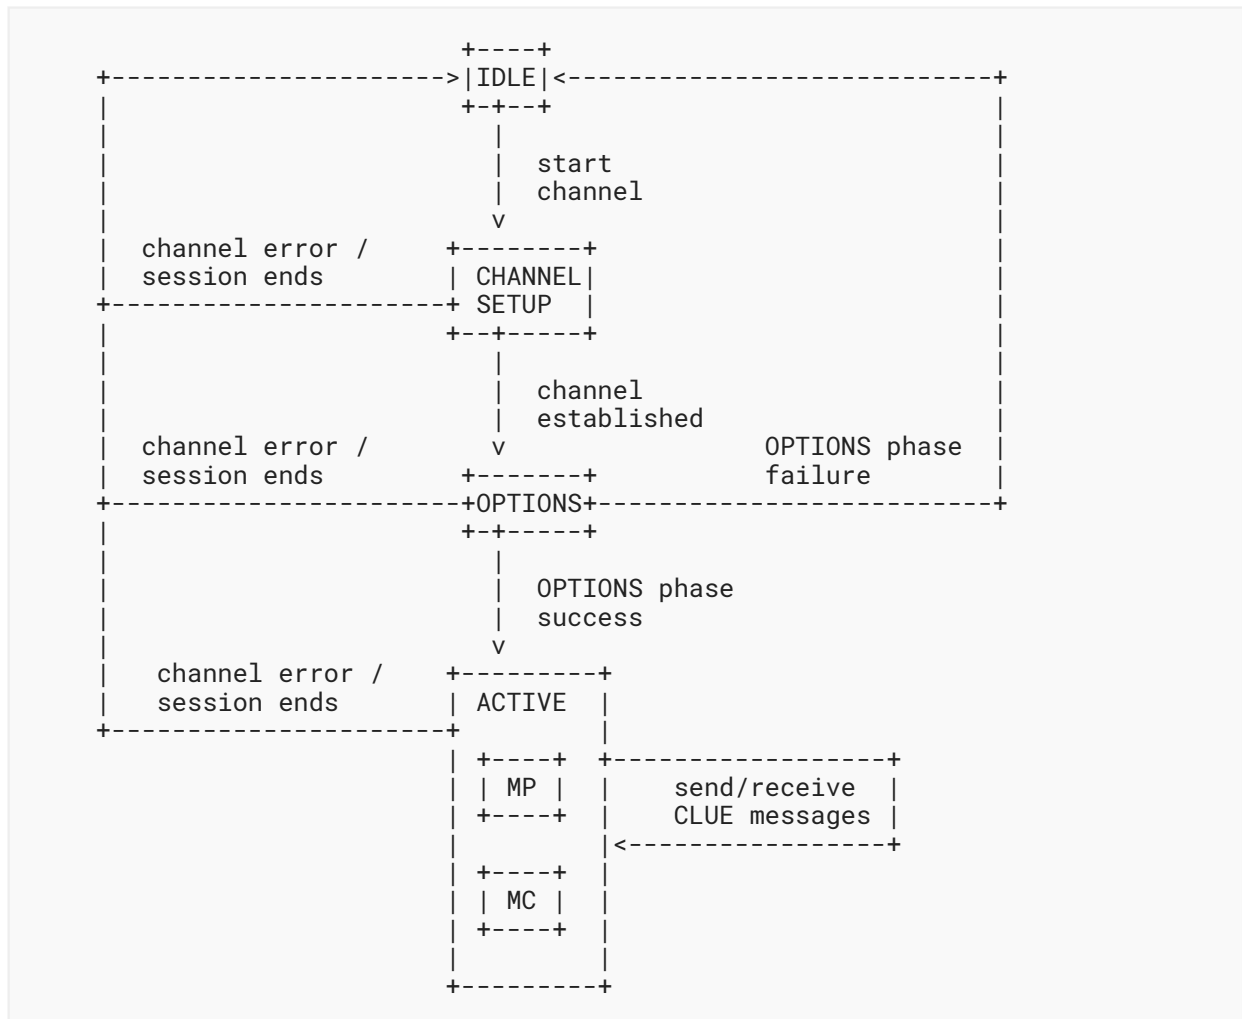 IDLE
start
channel
channel error /
session ends
CHANNEL
SETUP
channel
established
channel error /
session ends
OPTIONS phase
failure
OPTIONS
OPTIONS phase
success
channel error /
session ends
ACTIVE
MP
send/receive
CLUE messages
MC